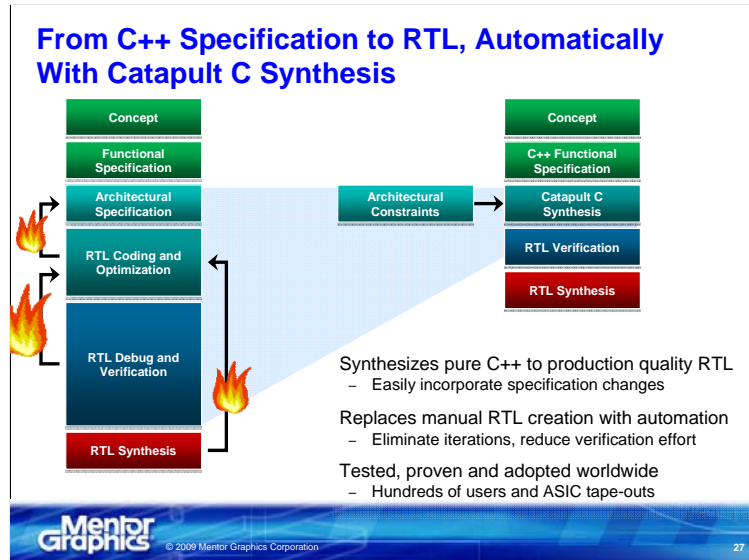 From C++ Specification to RTL, Automatically
With Catapult C Synthesis
Concept
Functional
Specification
Architectural
Specification
RTL Coding and
Optimization
RTL Debug and
Verification
RTL Synthesis
Architectural
Constraints
Concept
C++ Functional
Specification
Catapult C
Synthesis
RTL Verification
RTL Synthesis
Synthesizes pure C++ to production quality RTL
– Easily incorporate specification changes
Replaces manual RTL creation with automation
– Eliminate iterations, reduce verification effort
Tested, proven and adopted worldwide
– Hundreds of users and ASIC tape-outs
Mentor
Graphics
© 2009 Mentor Graphics Corporation
27